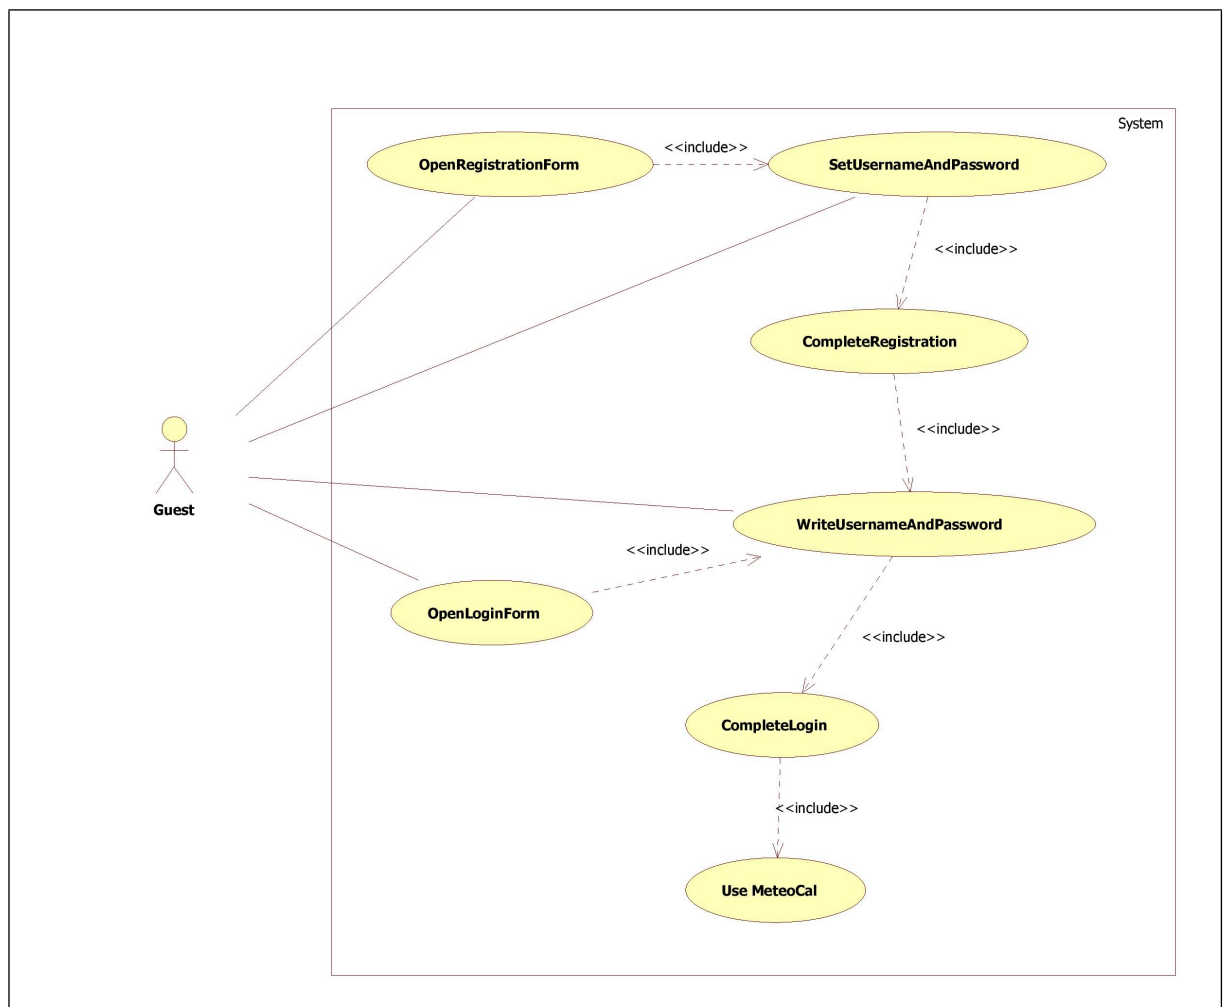 System
OpenRegistrationForm
<<include>>
SetUsernameAndPassword
<<include>>
CompleteRegistration
<<include>>
Guest
WriteUsernameAndPassword
<<include>>
OpenLoginForm
<<include>>
CompleteLogin
<<include>>
Use MeteoCal